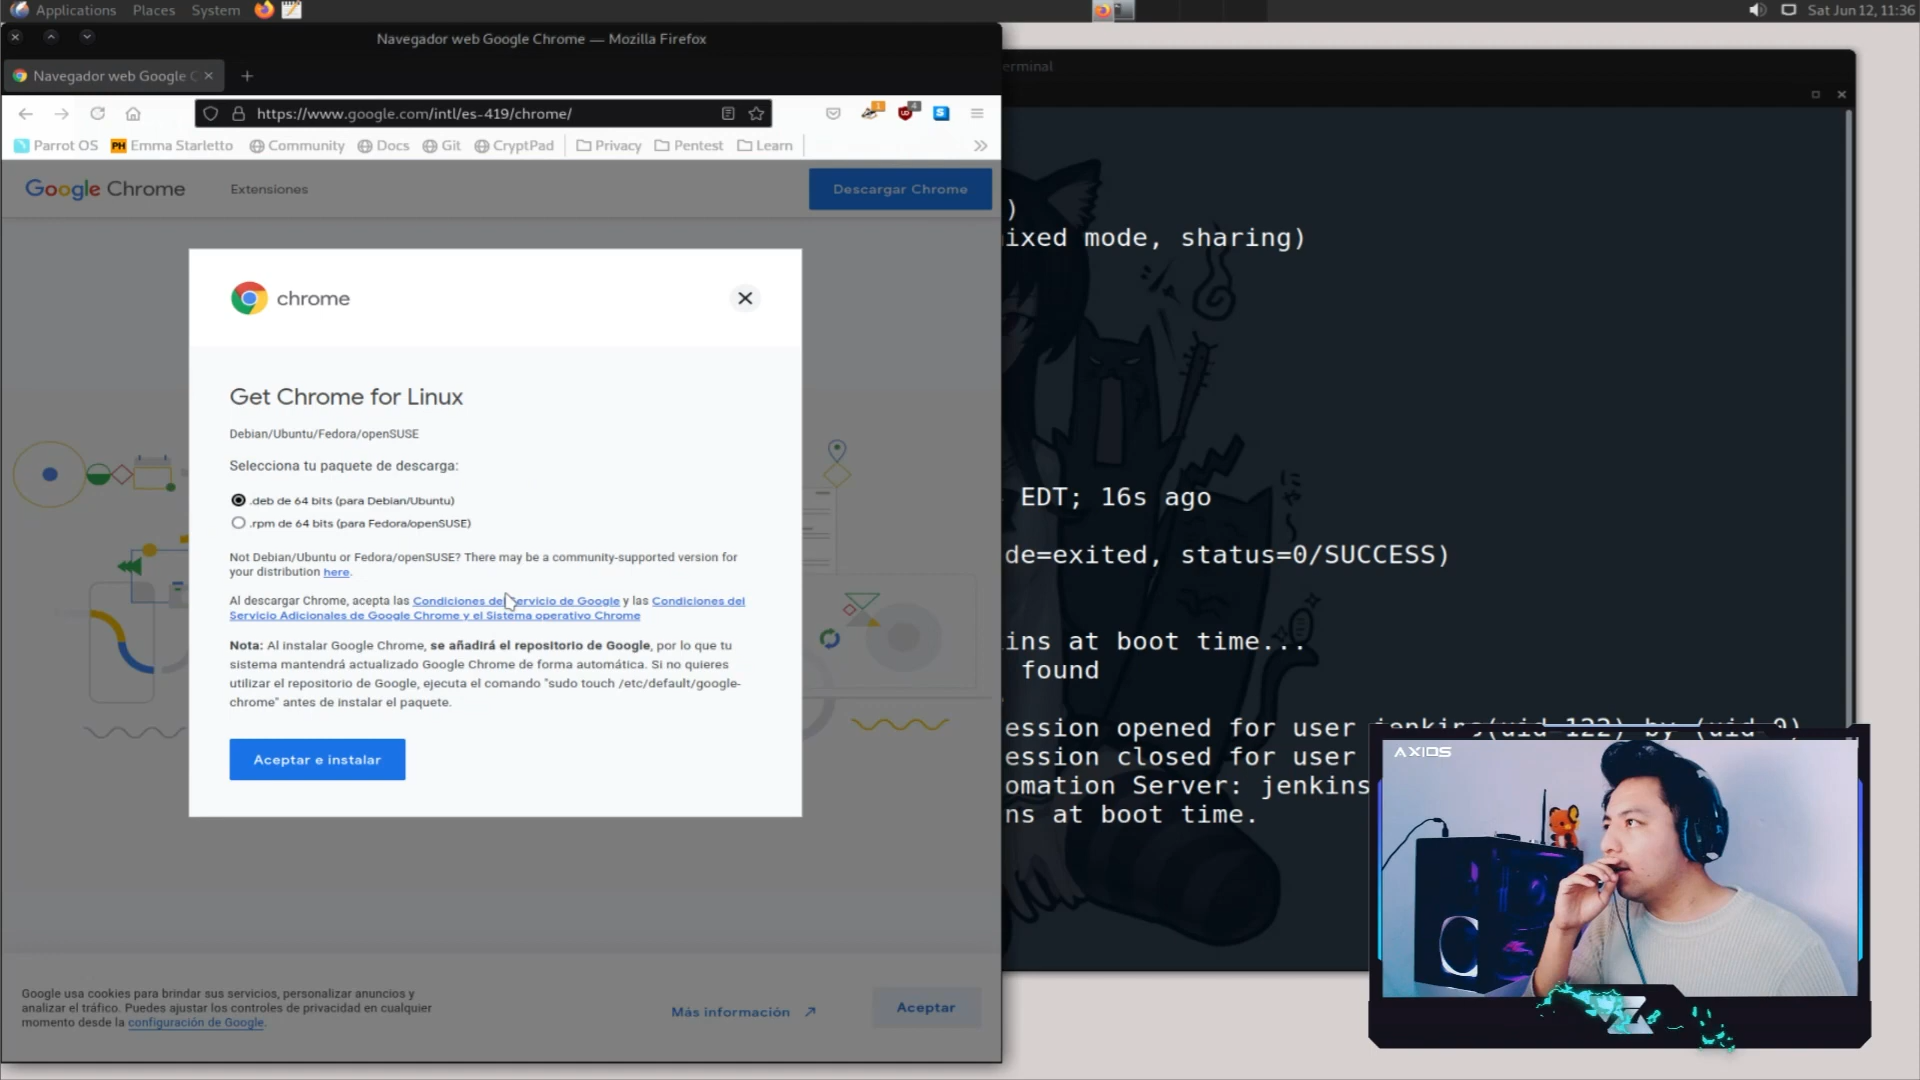 Applications Places System
Sat Jun 12, 11:36
Navegador web Google Chrome — Mozilla Firefox
Navegador web Google C
https://www.google.com/intl/es-419/chrome/
1
4
S
Parrot OS PH Emma Starletto Community Docs Git CryptPad Privacy Pentest Learn
Google Chrome Extensiones Descargar Chrome
chrome
Get Chrome for Linux
Debian/Ubuntu/Fedora/openSUSE
Selecciona tu paquete de descarga:
.deb de 64 bits (para Debian/Ubuntu)
.rpm de 64 bits (para Fedora/openSUSE)
Not Debian/Ubuntu or Fedora/openSUSE? There may be a community-supported version for
your distribution here.
Al descargar Chrome, acepta las Condiciones del Servicio de Google y las Condiciones del
Servicio Adicionales de Google Chrome y el Sistema operativo Chrome
Nota: Al instalar Google Chrome, se añadirá el repositorio de Google, por lo que tu
sistema mantendrá actualizado Google Chrome de forma automática. Si no quieres
utilizar el repositorio de Google, ejecuta el comando "sudo touch /etc/default/google-
chrome" antes de instalar el paquete.
Aceptar e instalar
Google usa cookies para brindar sus servicios, personalizar anuncios y
analizar el tráfico. Puedes ajustar los controles de privacidad en cualquier
momento desde la configuración de Google.
Más información
Aceptar
erminal
)
ixed mode, sharing)
EDT; 16s ago
de=exited, status=0/SUCCESS)
ins at boot time...
found
ession opened for user jenkins(uid=122) by (uid=0)
ession closed for user
omation Server: jenkins
ns at boot time.
AXIOS